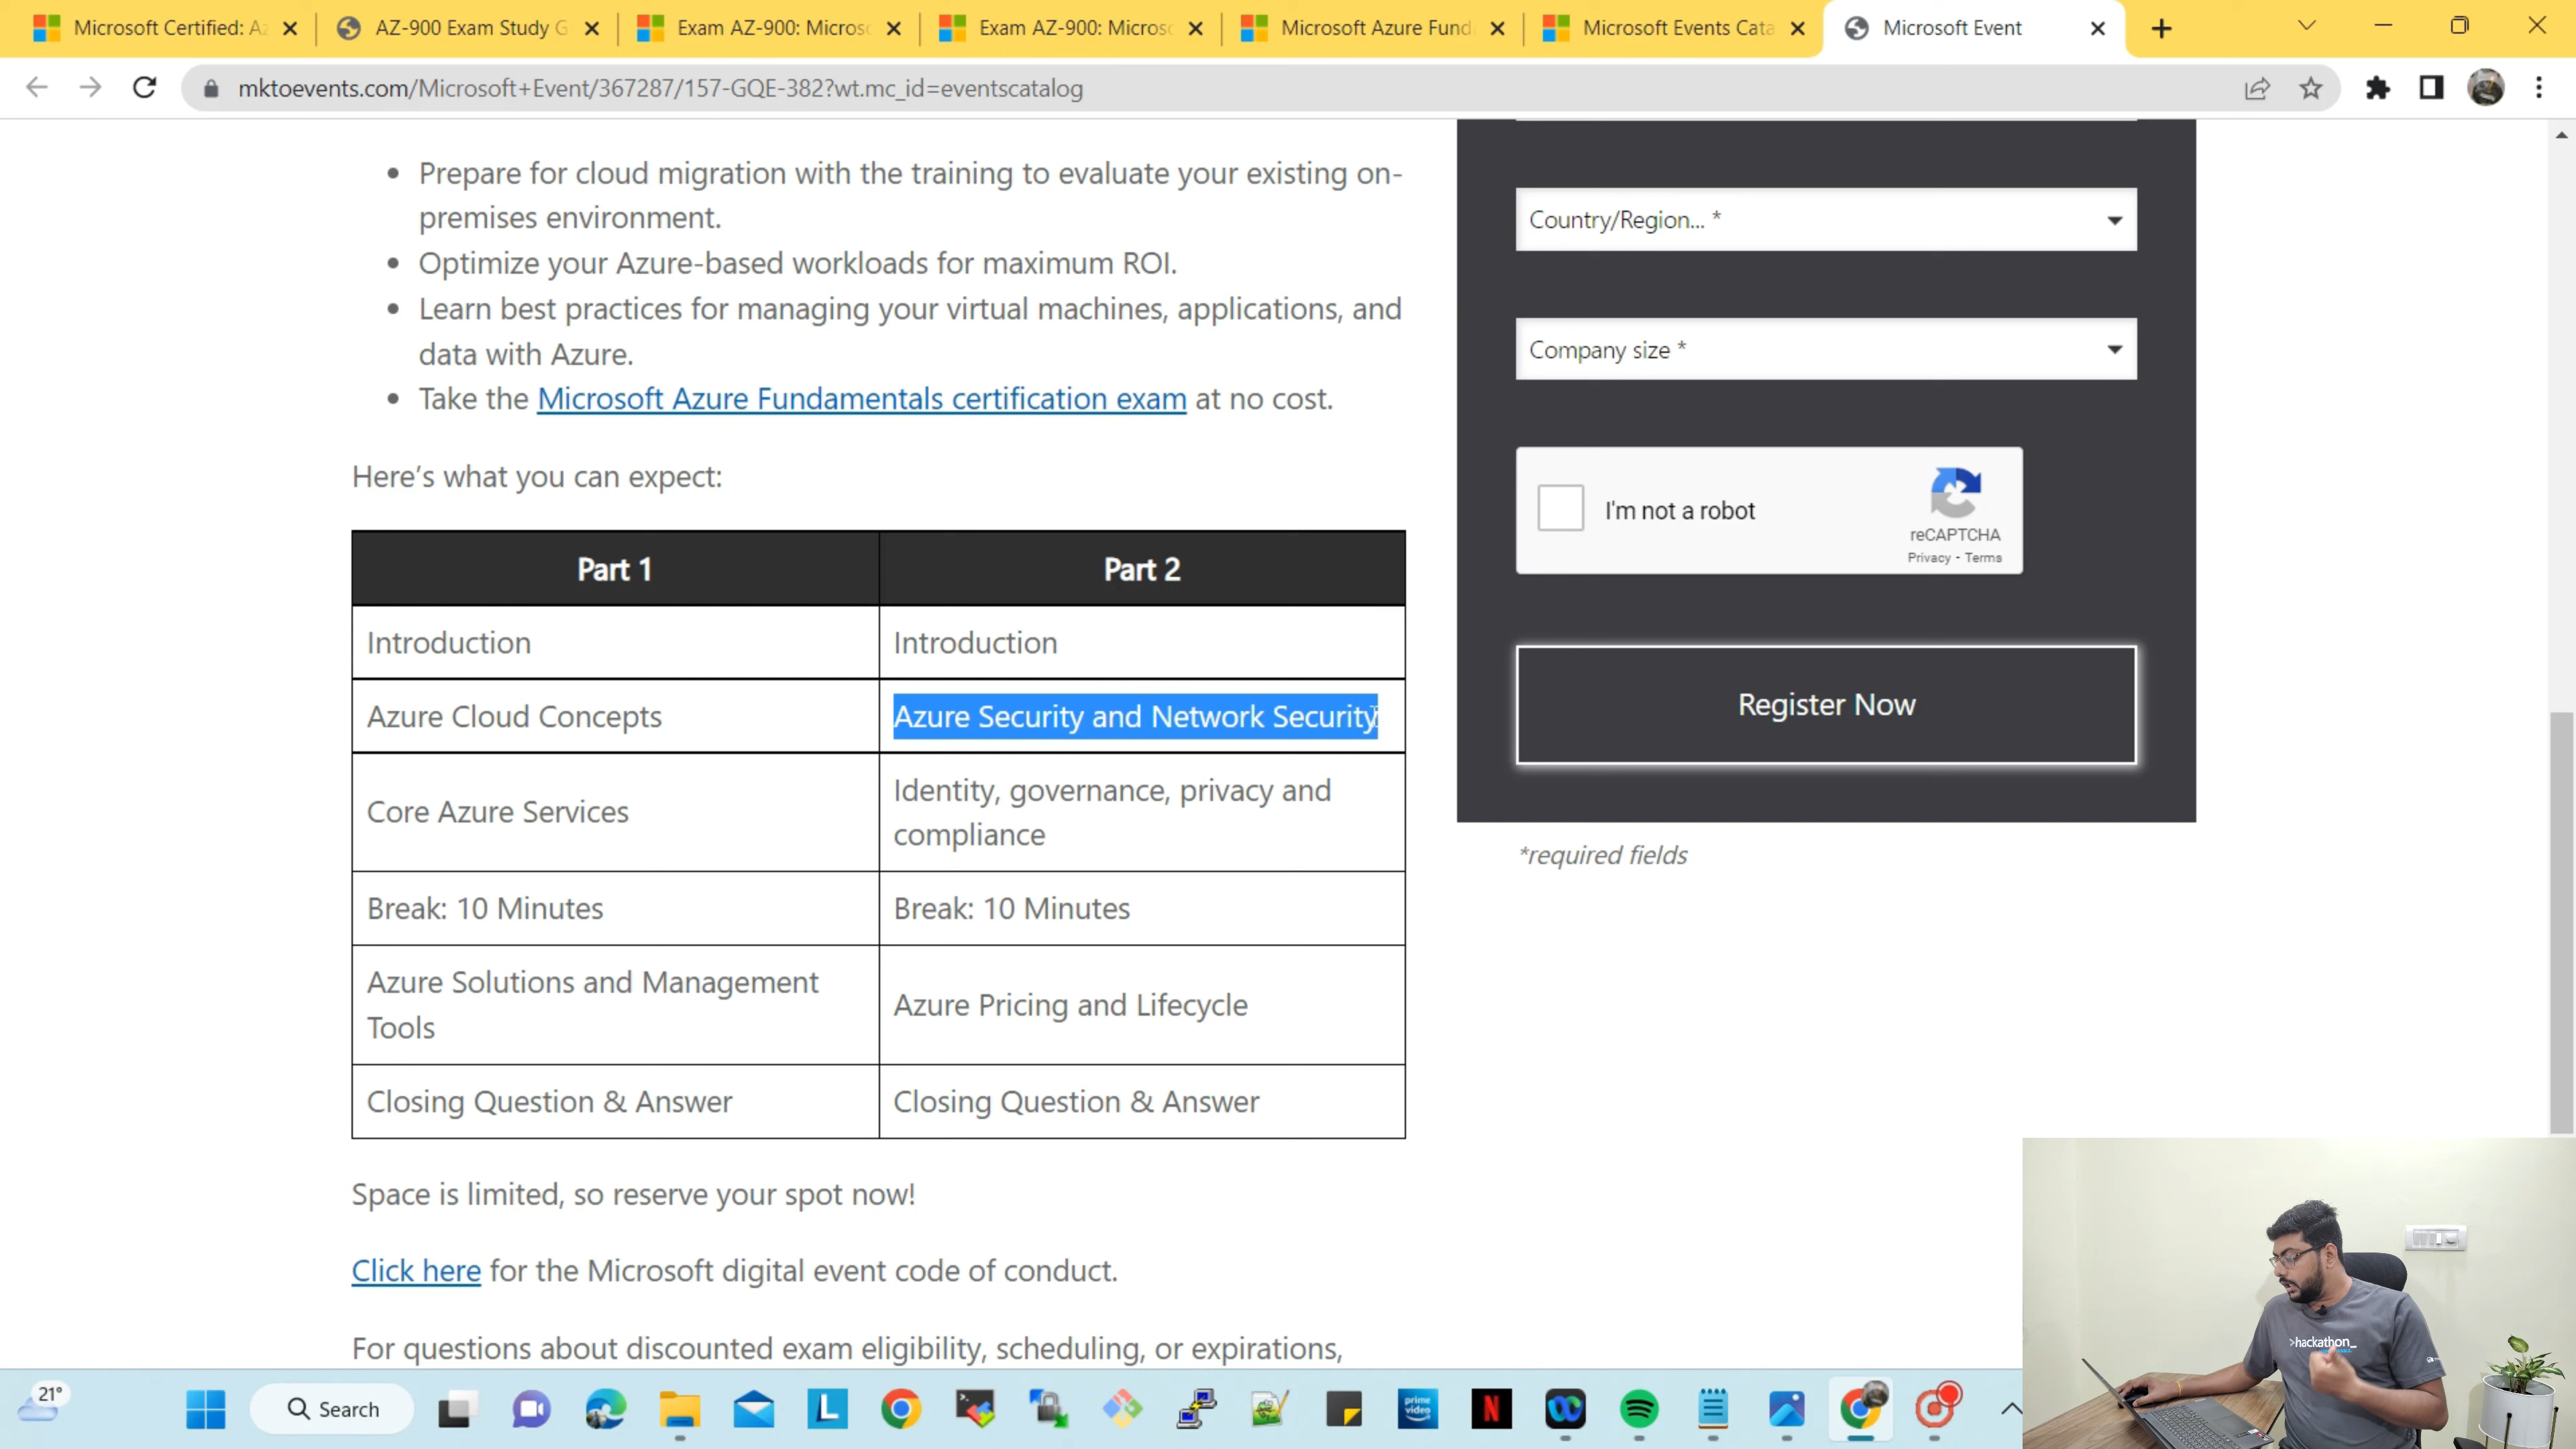 Microsoft Certified: Az
AZ-900 Exam Study G
Exam AZ-900: Microso
Exam AZ-900: Microso
Microsoft Azure Fund
Microsoft Events Cata
Microsoft Event
mktoevents.com/Microsoft+Event/367287/157-GQE-382?wt.mc_id=eventscatalog
Prepare for cloud migration with the training to evaluate your existing on-
premises environment.
Optimize your Azure-based workloads for maximum ROI.
Learn best practices for managing your virtual machines, applications, and
data with Azure.
Take the Microsoft Azure Fundamentals certification exam at no cost.
Here's what you can expect:
Part 1
Part 2
Introduction
Introduction
Azure Cloud Concepts
Azure Security and Network Security
Core Azure Services
Identity, governance, privacy and
compliance
Break: 10 Minutes
Break: 10 Minutes
Azure Solutions and Management
Tools
Azure Pricing and Lifecycle
Closing Question & Answer
Closing Question & Answer
Space is limited, so reserve your spot now!
Click here for the Microsoft digital event code of conduct.
For questions about discounted exam eligibility, scheduling, or expirations,
Country/Region... *
Company size *
I'm not a robot
reCAPTCHA
Privacy - Terms
Register Now
*required fields
>hackathon_
21°
Search
L
prime
video
N